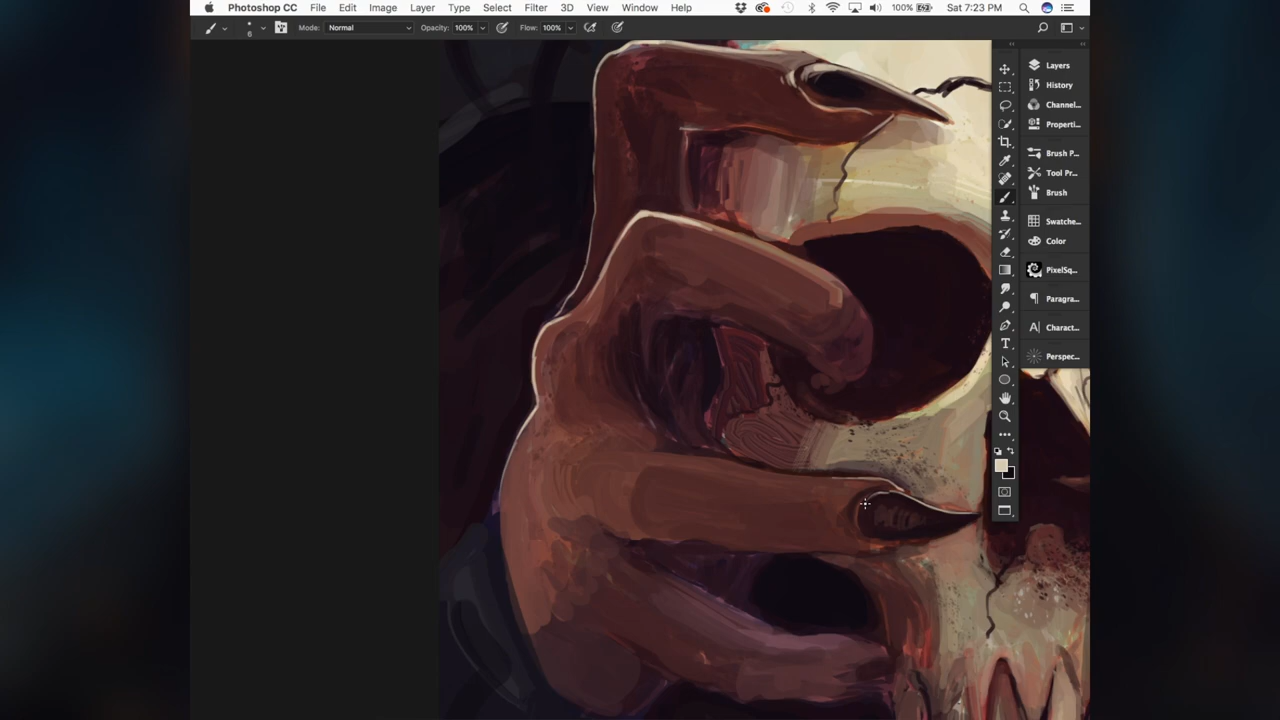 Photoshop CC File Edit Image Layer Type Select Filter 3D View Window Help 100% Sat 7:23 PM
6 Mode: Normal Opacity: 100% Flow: 100%
Layers
History
Channel...
Properti...
Brush P...
Tool Pr...
Brush
Swatche...
Color
PixelSq...
Paragra...
Charact...
Perspec...